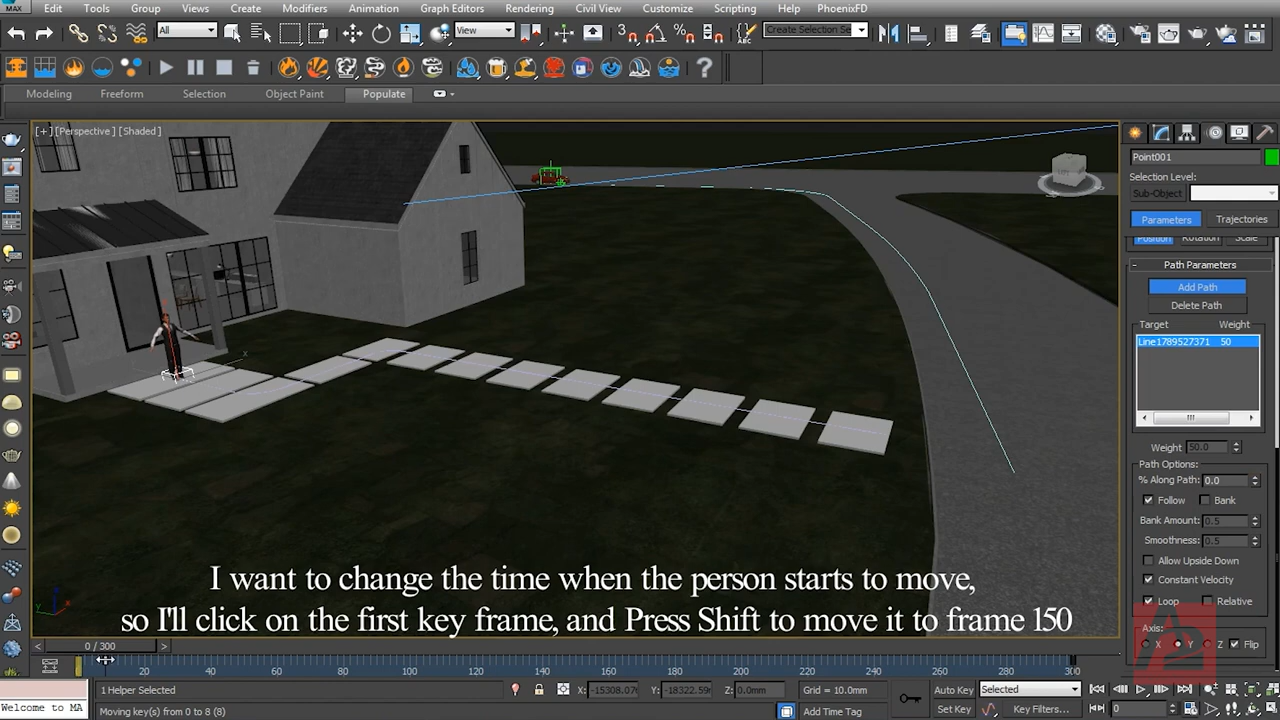 MAX Edit Tools Group Views Create Modifiers Animation Graph Editors Rendering Civil View Customize Scripting Help PhoenixFD
All View Create Selection Se
Modeling Freeform Selection Object Paint Populate
[+] [Perspective] [Shaded]
Point001
Selection Level:
Sub-Object
Parameters Trajectories
Position Rotation Scale
- Path Parameters
Add Path
Delete Path
Target Weight
Line1789527371 50
Weight 50.0
Path Options:
% Along Path: 0.0
Follow Bank
Bank Amount: 0.5
Smoothness: 0.5
Allow Upside Down
Constant Velocity
Loop Relative
Axis:
X Y Z Flip
I want to change the time when the person starts to move,
so I'll click on the first key frame, and Press Shift to move it to frame 150
< 0 / 300 >
20 40 60 80 100 120 140 160 180 200 220 240 260 280 300
1 Helper Selected X: -15308.07 Y: -18322.59 Z: 0.0mm Grid = 10.0mm Auto Key Selected
Welcome to MA Moving key(s) from 0 to 8 (8) Add Time Tag Set Key Key Filters... 0